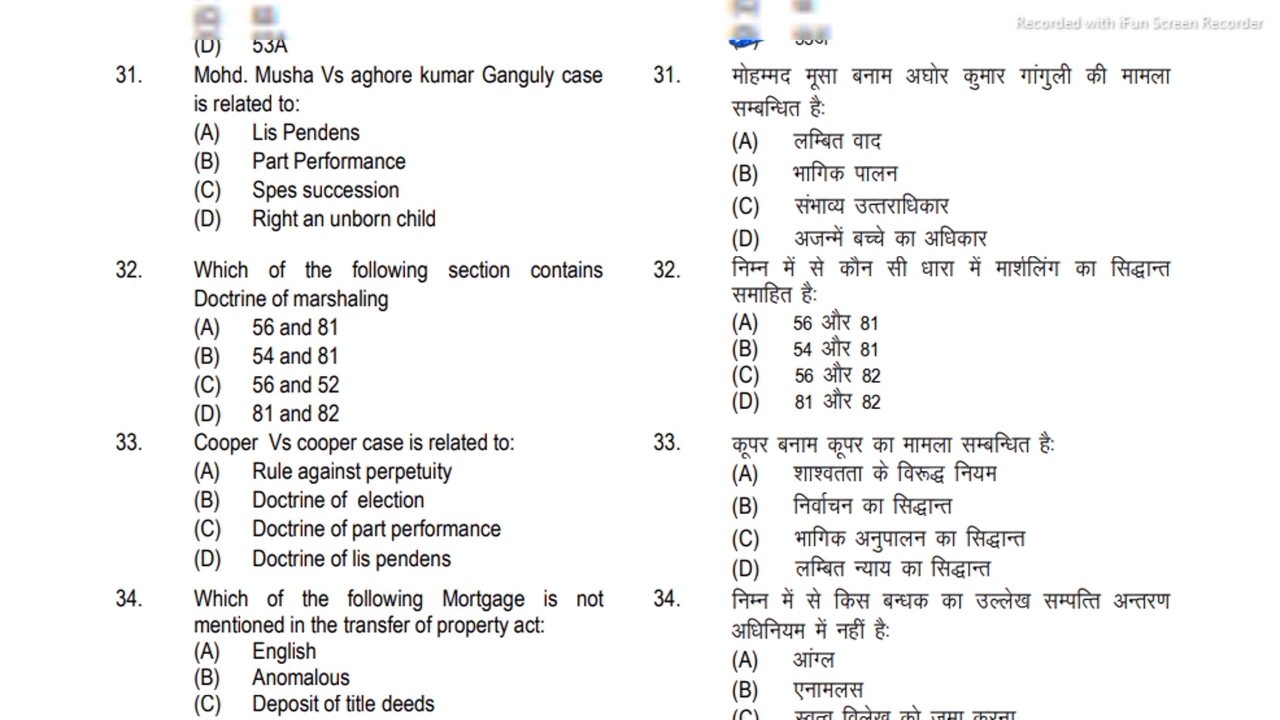 Recorded with iFun Screen Recorder
(D) 53A
31. Mohd. Musha Vs aghore kumar Ganguly case
is related to:
(A) Lis Pendens
(B) Part Performance
(C) Spes succession
(D) Right an unborn child
32. Which of the following section contains
Doctrine of marshaling
(A) 56 and 81
(B) 54 and 81
(C) 56 and 52
(D) 81 and 82
33. Cooper Vs cooper case is related to:
(A) Rule against perpetuity
(B) Doctrine of election
(C) Doctrine of part performance
(D) Doctrine of lis pendens
34. Which of the following Mortgage is not
mentioned in the transfer of property act:
(A) English
(B) Anomalous
(C) Deposit of title deeds
31. मोहम्मद मूसा बनाम अघोर कुमार गांगुली की मामला
सम्बन्धित है:
(A) लम्बित वाद
(B) भागिक पालन
(C) संभाव्य उत्तराधिकार
(D) अजन्में बच्चे का अधिकार
32. निम्न में से कौन सी धारा में मार्शलिंग का सिद्धान्त
समाहित है:
(A) 56 और 81
(B) 54 और 81
(C) 56 और 82
(D) 81 और 82
33. कूपर बनाम कूपर का मामला सम्बन्धित है:
(A) शाश्वतता के विरूद्ध नियम
(B) निर्वाचन का सिद्धान्त
(C) भागिक अनुपालन का सिद्धान्त
(D) लम्बित न्याय का सिद्धान्त
34. निम्न में से किस बन्धक का उल्लेख सम्पत्ति अन्तरण
अधिनियम में नहीं है:
(A) आंग्ल
(B) एनामलस
(C) स्वत्व विलेख को जमा करना